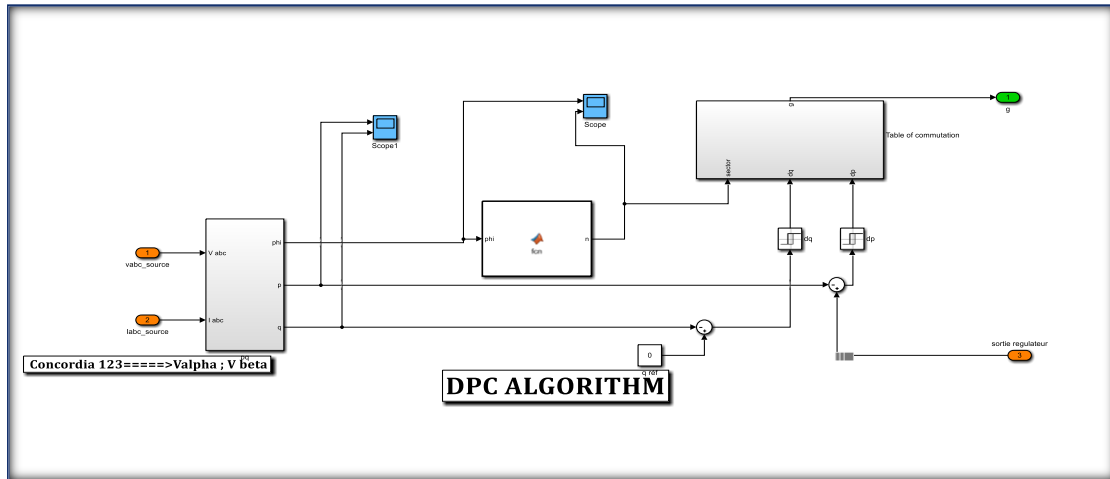 1
g
Scope
Scope1
Table of commutation
gi
sector
dq
dp
dq
dp
phi
n
fcn
1
vabc_source
V abc
phi
p
2
Iabc_source
I abc
q
pq
Concordia 123=====>Valpha ; V beta
0
q ref
sortie regulateur
3
DPC ALGORITHM